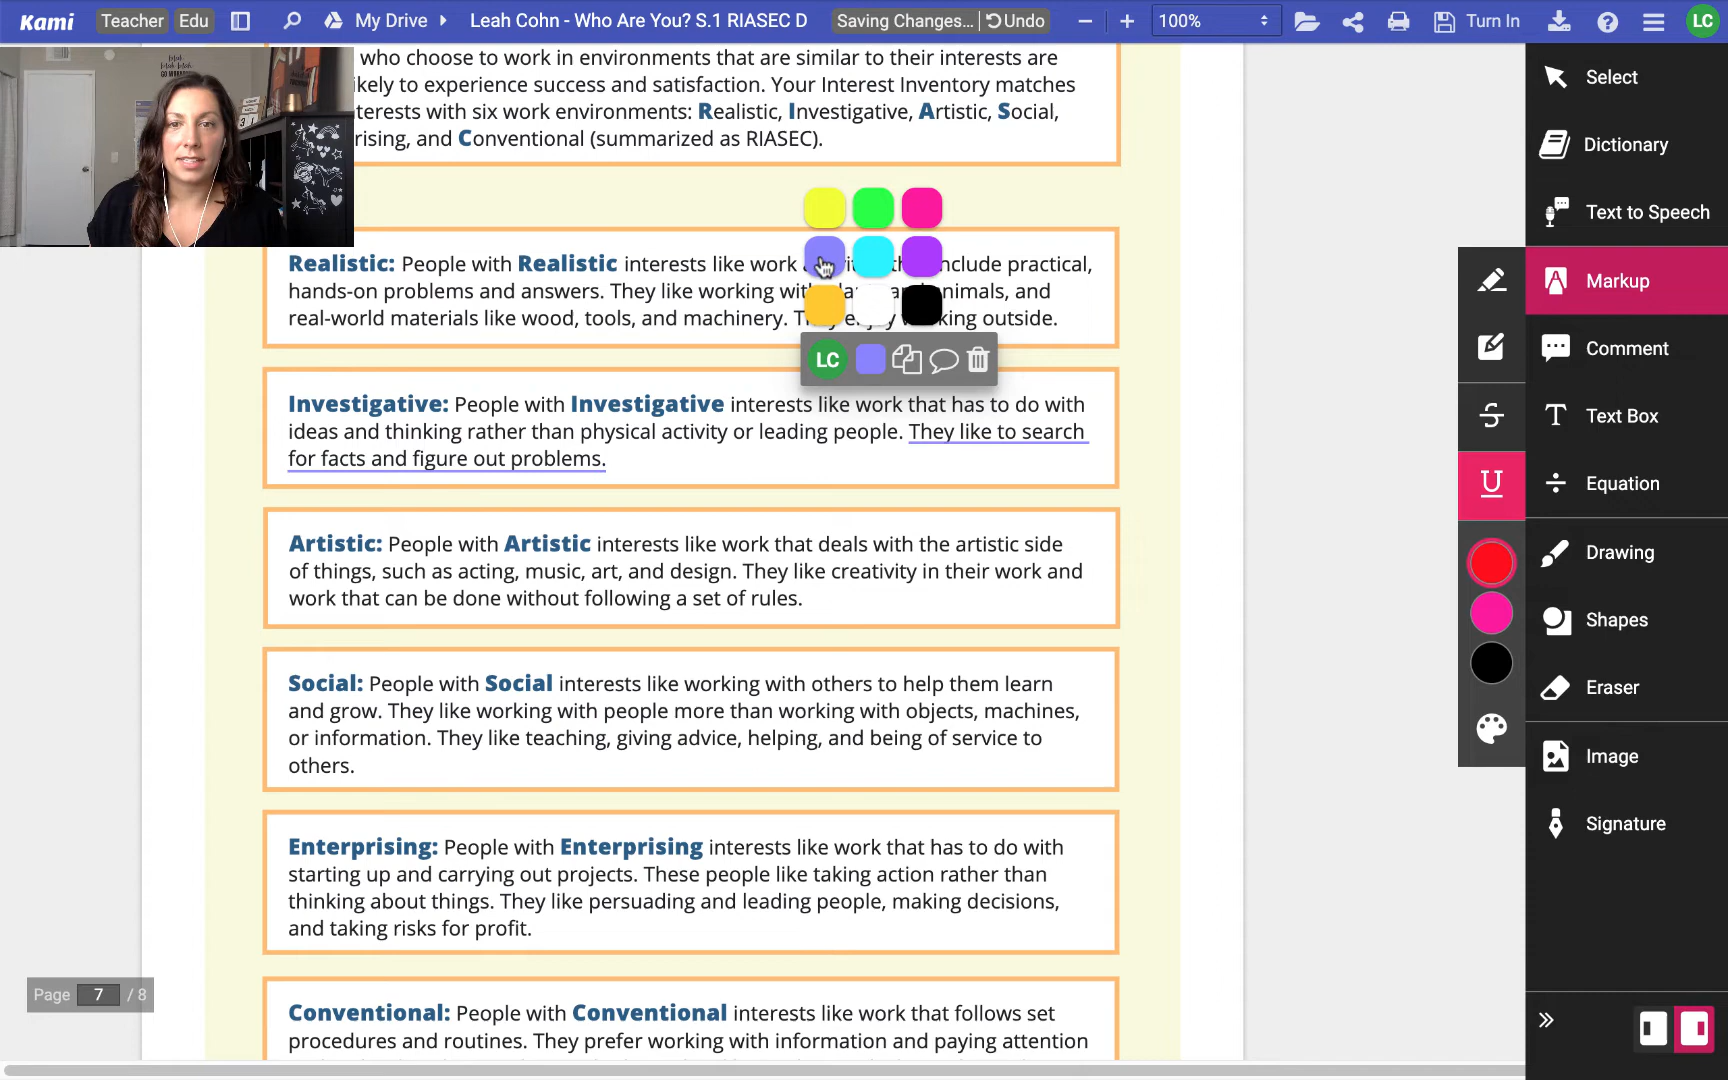 Kami Teacher Edu My Drive Leah Cohn - Who Are You? S.1 RIASEC D Saving Changes... Undo 100% Turn In LC
who choose to work in environments that are similar to their interests are
ikely to experience success and satisfaction. Your Interest Inventory matches
terests with six work environments: Realistic, Investigative, Artistic, Social,
rising, and Conventional (summarized as RIASEC).
Realistic: People with Realistic interests like work include practical,
hands-on problems and answers. They like working with animals, and
real-world materials like wood, tools, and machinery. They enjoy working outside.
LC
Investigative: People with Investigative interests like work that has to do with
ideas and thinking rather than physical activity or leading people. They like to search
for facts and figure out problems.
Artistic: People with Artistic interests like work that deals with the artistic side
of things, such as acting, music, art, and design. They like creativity in their work and
work that can be done without following a set of rules.
Social: People with Social interests like working with others to help them learn
and grow. They like working with people more than working with objects, machines,
or information. They like teaching, giving advice, helping, and being of service to
others.
Enterprising: People with Enterprising interests like work that has to do with
starting up and carrying out projects. These people like taking action rather than
thinking about things. They like persuading and leading people, making decisions,
and taking risks for profit.
Conventional: People with Conventional interests like work that follows set
procedures and routines. They prefer working with information and paying attention
Page 7 / 8
Select
Dictionary
Text to Speech
Markup
Comment
Text Box
Equation
Drawing
Shapes
Eraser
Image
Signature